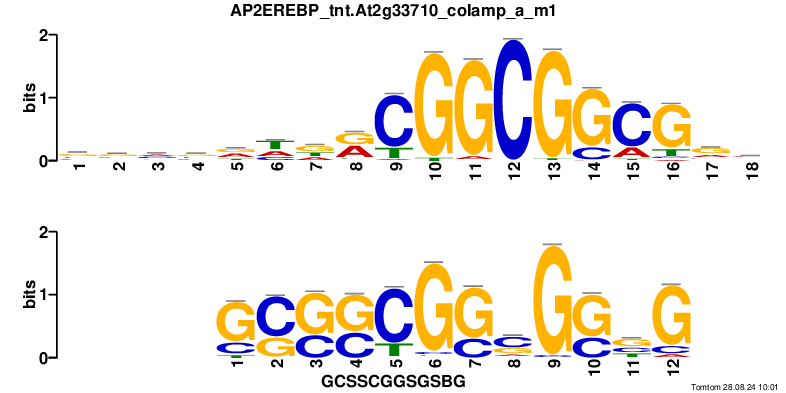 AP2EREBP_tnt.At2g33710_colamp_a_m1
2
1
0
bits
1 2 3 4 5 6 7 8 9 10 11 12 13 14 15 16 17 18
2
1
0
bits
1 2 3 4 5 6 7 8 9 10 11 12
GCSSCGGSGSBG
Tomtom 28.08.24 10:01